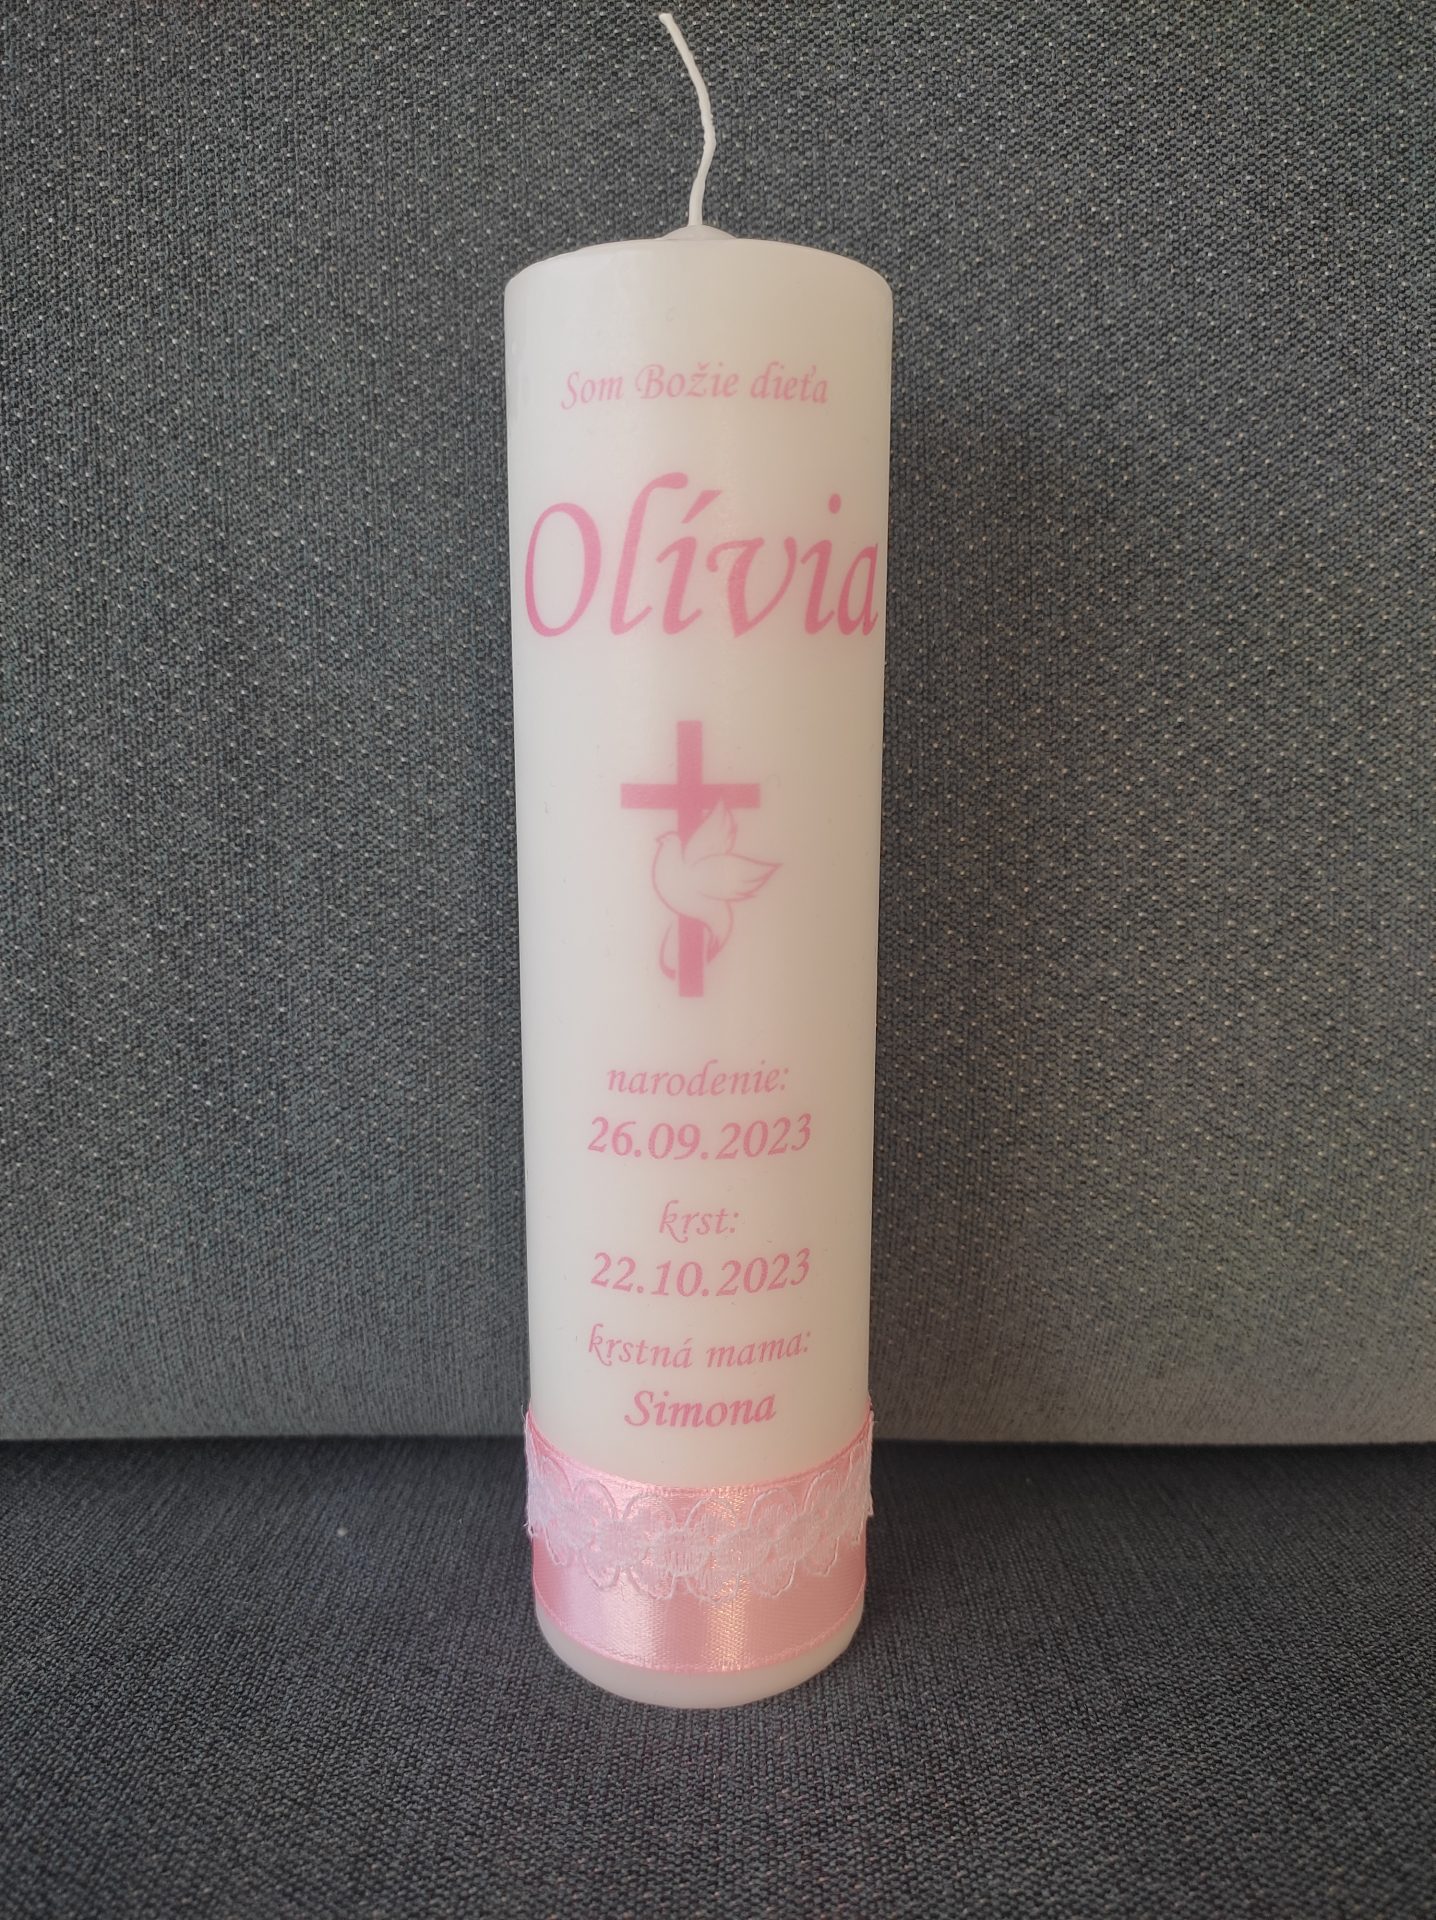 Som Božie dieťa
Olívia
narodenie:
26.09.2023
krst:
22.10.2023
krstná mama:
Simona